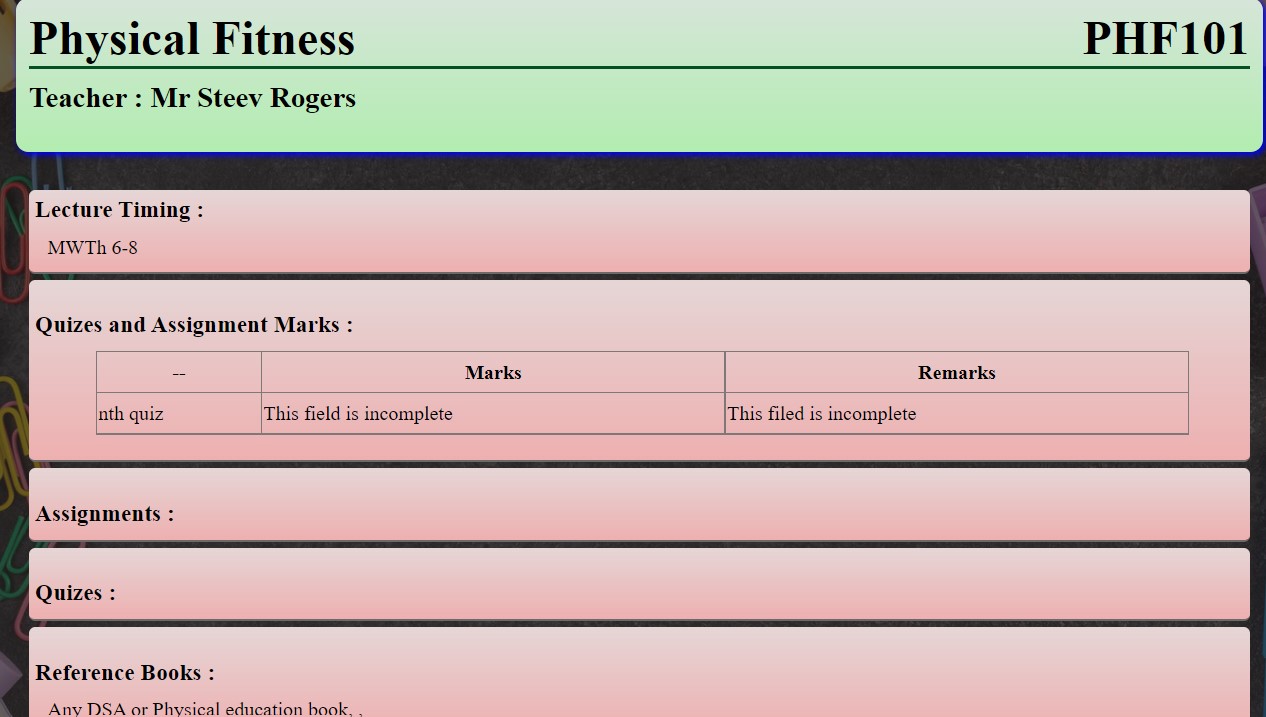 Physical Fitness PHF101
Teacher : Mr Steev Rogers
Lecture Timing :
MWTh 6-8
Quizes and Assignment Marks :
-- Marks Remarks
nth quiz This field is incomplete This filed is incomplete
Assignments :
Quizes :
Reference Books :
Any DSA or Physical education book, ,